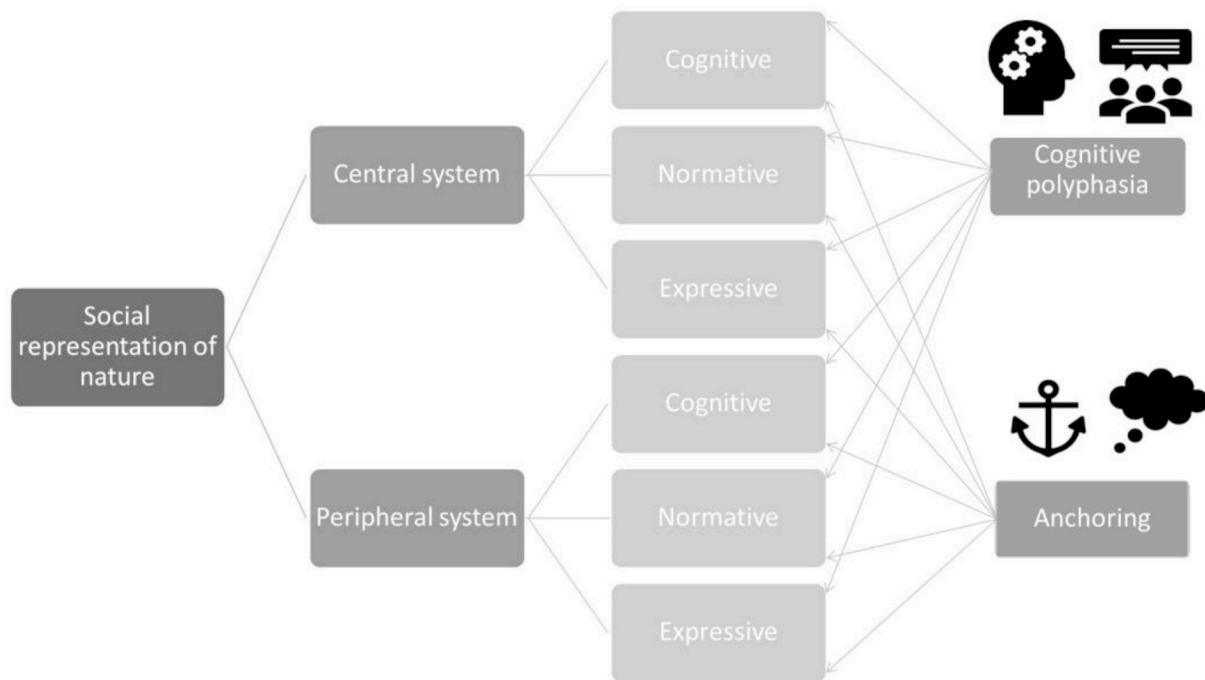 Social
representation of
nature
Central system
Peripheral system
Cognitive
Normative
Expressive
Cognitive
Normative
Expressive
Cognitive
polyphasia
Anchoring